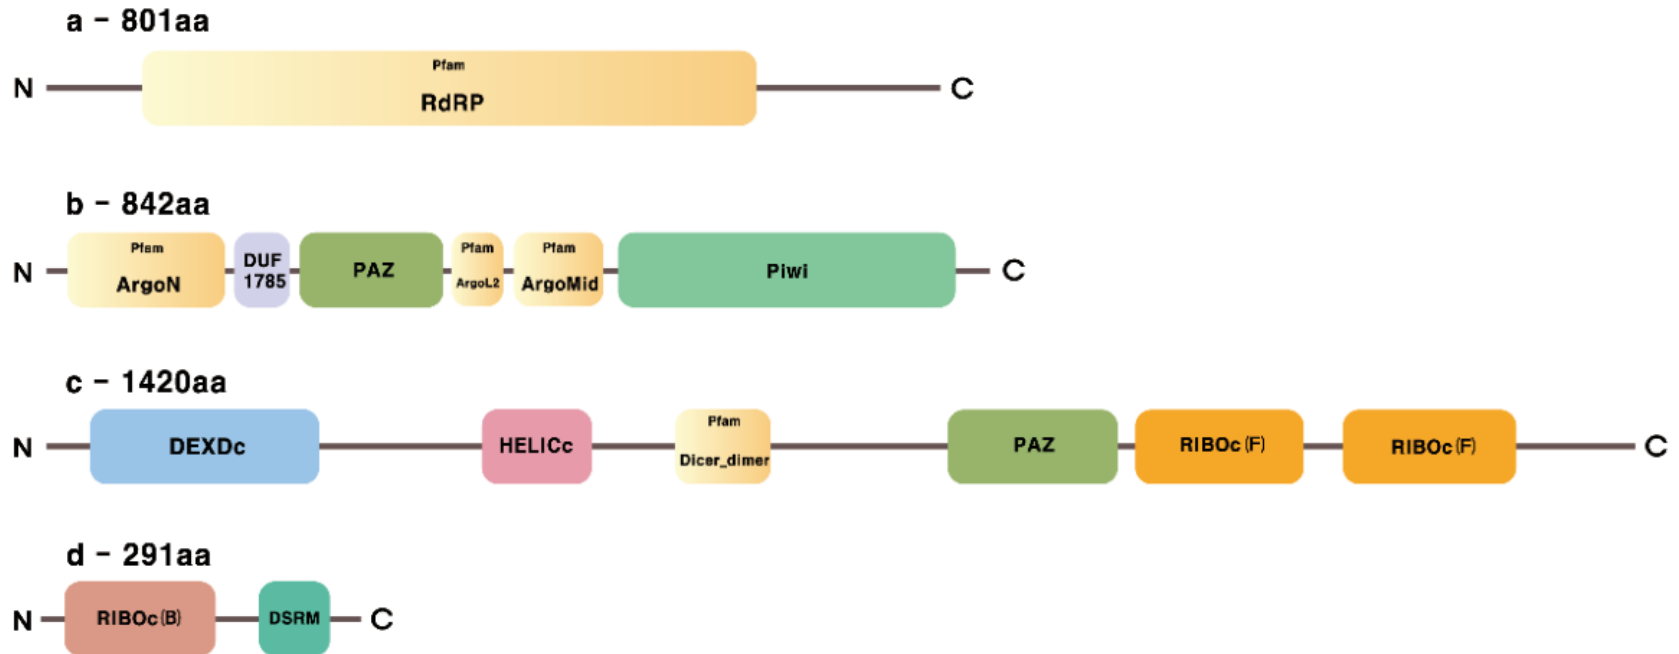 a - 801aa
N
Pfam
RdRP
C
b - 842aa
N
Pfam
ArgoN
DUF
1785
PAZ
Pfam
ArgoL2
Pfam
ArgoMid
Piwi
C
c - 1420aa
N
DEXDc
HELICc
Pfam
Dicer_dimer
PAZ
RIBOc(F)
RIBOc(F)
C
d - 291aa
N
RIBOc(B)
DSRM
C